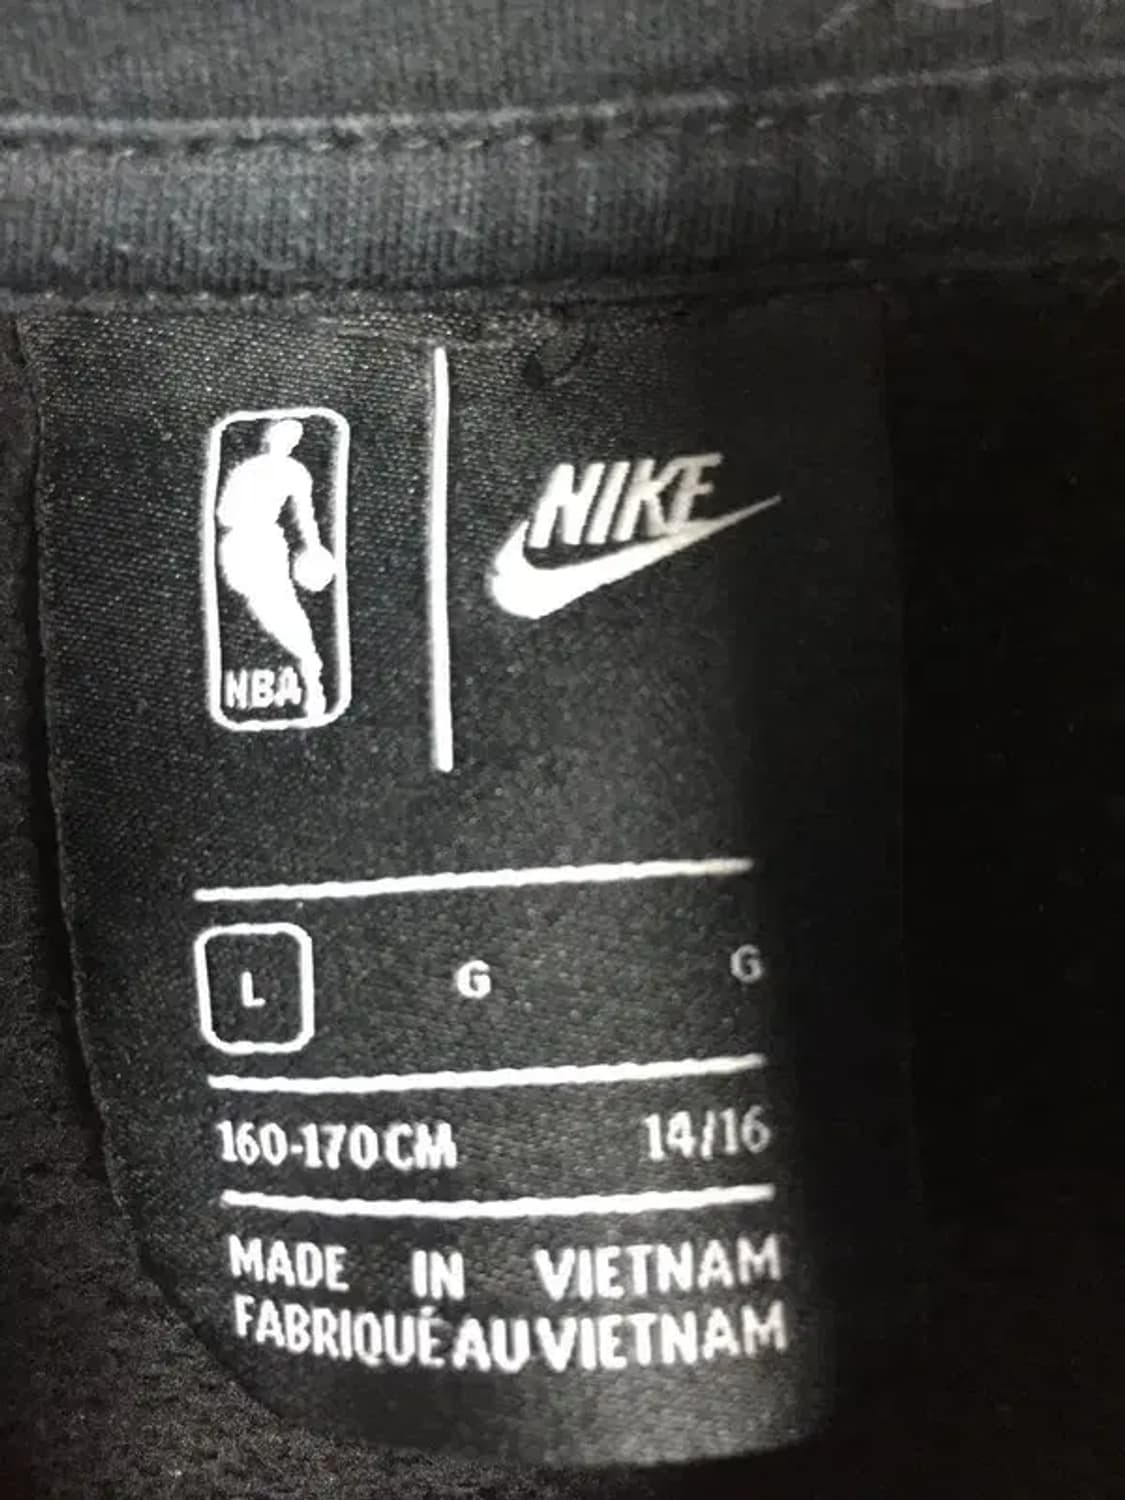 NBA
NIKE
L G G
160-170CM 14/16
MADE IN VIETNAM
FABRIQUÉ AU VIETNAM